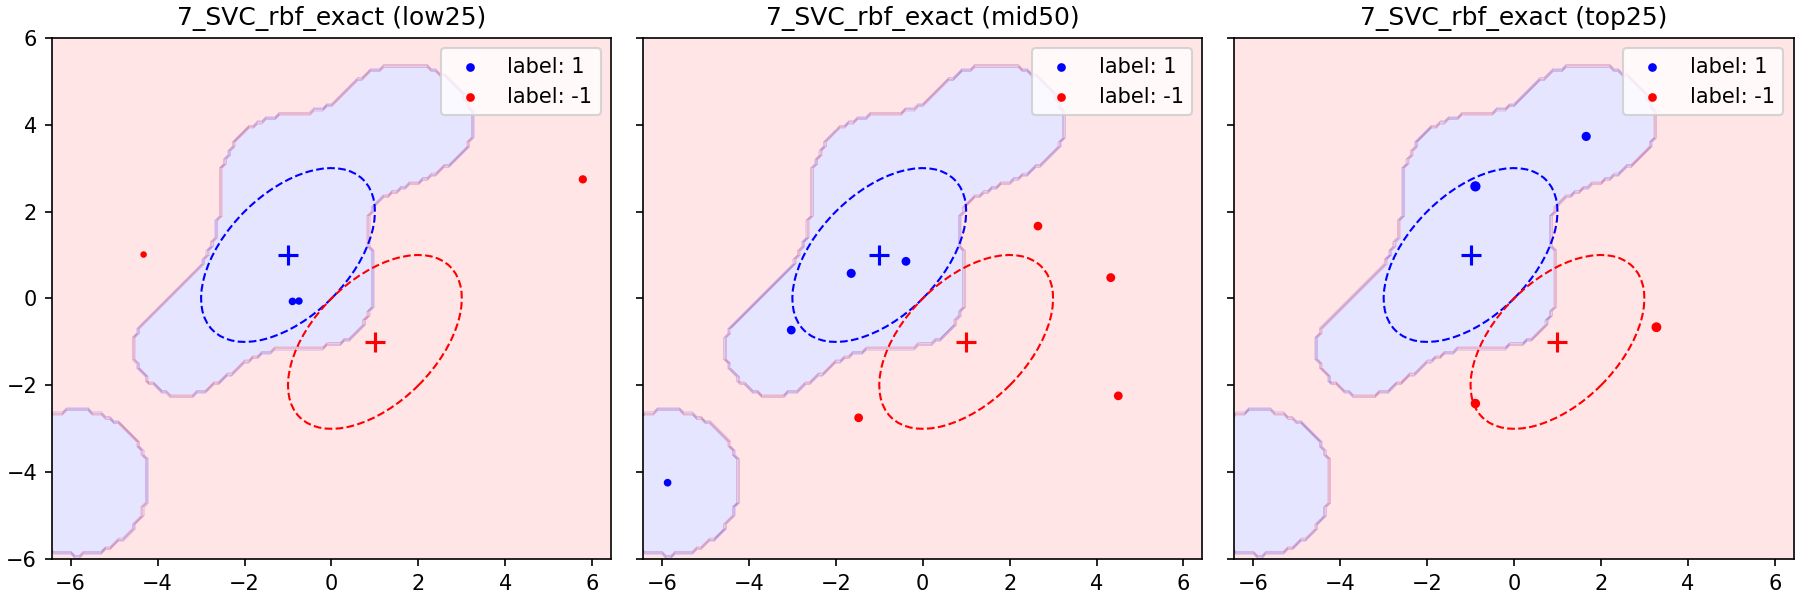 7_SVC_rbf_exact (low25)
7_SVC_rbf_exact (mid50)
7_SVC_rbf_exact (top25)
label: 1
label: -1
label: 1
label: -1
label: 1
label: -1
6
4
2
0
−2
−4
−6
−6 −4 −2 0 2 4 6
−6 −4 −2 0 2 4 6
−6 −4 −2 0 2 4 6